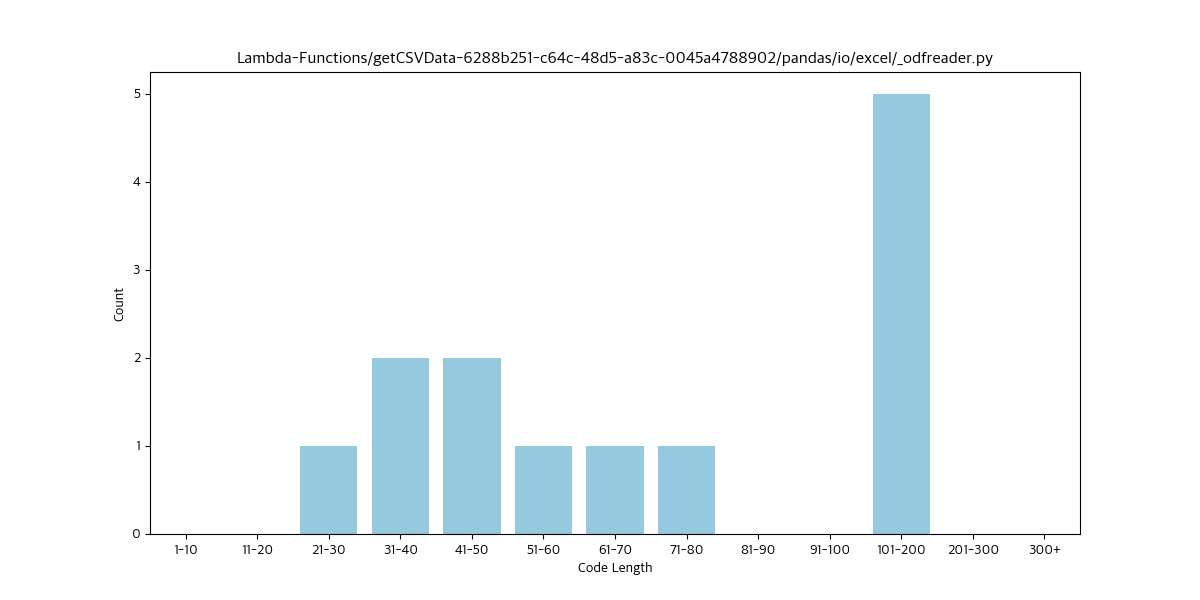 Lambda-Functions/getCSVData-6288b251-c64c-48d5-a83c-0045a4788902/pandas/io/excel/_odfreader.py
5
4
3
2
1
0
Count
1-10 11-20 21-30 31-40 41-50 51-60 61-70 71-80 81-90 91-100 101-200 201-300 300+
Code Length